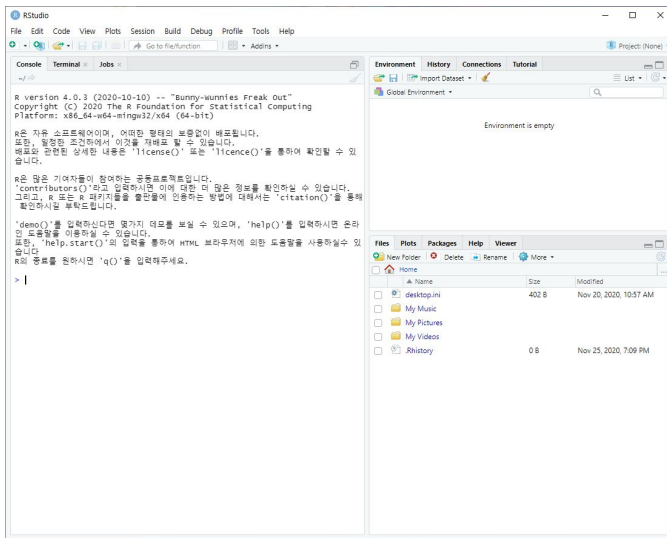 RStudio
File Edit Code View Plots Session Build Debug Profile Tools Help
Go to file/function Addins
Project: (None)
Console Terminal Jobs
~/
R version 4.0.3 (2020-10-10) -- "Bunny-Wunnies Freak Out"
Copyright (C) 2020 The R Foundation for Statistical Computing
Platform: x86_64-w64-mingw32/x64 (64-bit)
R은 자유 소프트웨어이며, 어떠한 형태의 보증없이 배포됩니다.
또한, 일정한 조건하에서 이것을 재배포 할 수 있습니다.
배포와 관련된 상세한 내용은 'license()' 또는 'licence()'을 통하여 확인할 수 있
습니다.
R은 많은 기여자들이 참여하는 공동프로젝트입니다.
'contributors()'라고 입력하시면 이에 대한 더 많은 정보를 확인하실 수 있습니다.
그리고, R 또는 R 패키지들을 출판물에 인용하는 방법에 대해서는 'citation()'을 통해
확인하시길 부탁드립니다.
'demo()'를 입력하신다면 몇가지 데모를 보실 수 있으며, 'help()'를 입력하시면 온라
인 도움말을 이용하실 수 있습니다.
또한, 'help.start()'의 입력을 통하여 HTML 브라우저에 의한 도움말을 사용하실수 있
습니다
R의 종료를 원하시면 'q()'을 입력해주세요.
>
Environment History Connections Tutorial
Import Dataset List
Global Environment
Environment is empty
Files Plots Packages Help Viewer
New Folder Delete Rename More
Home
Name Size Modified
desktop.ini 402 B Nov 20, 2020, 10:57 AM
My Music
My Pictures
My Videos
.Rhistory 0 B Nov 25, 2020, 7:09 PM